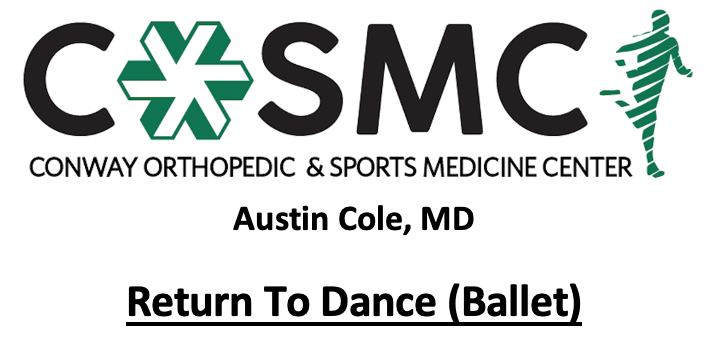 COSMC
CONWAY ORTHOPEDIC & SPORTS MEDICINE CENTER
Austin Cole, MD
Return To Dance (Ballet)